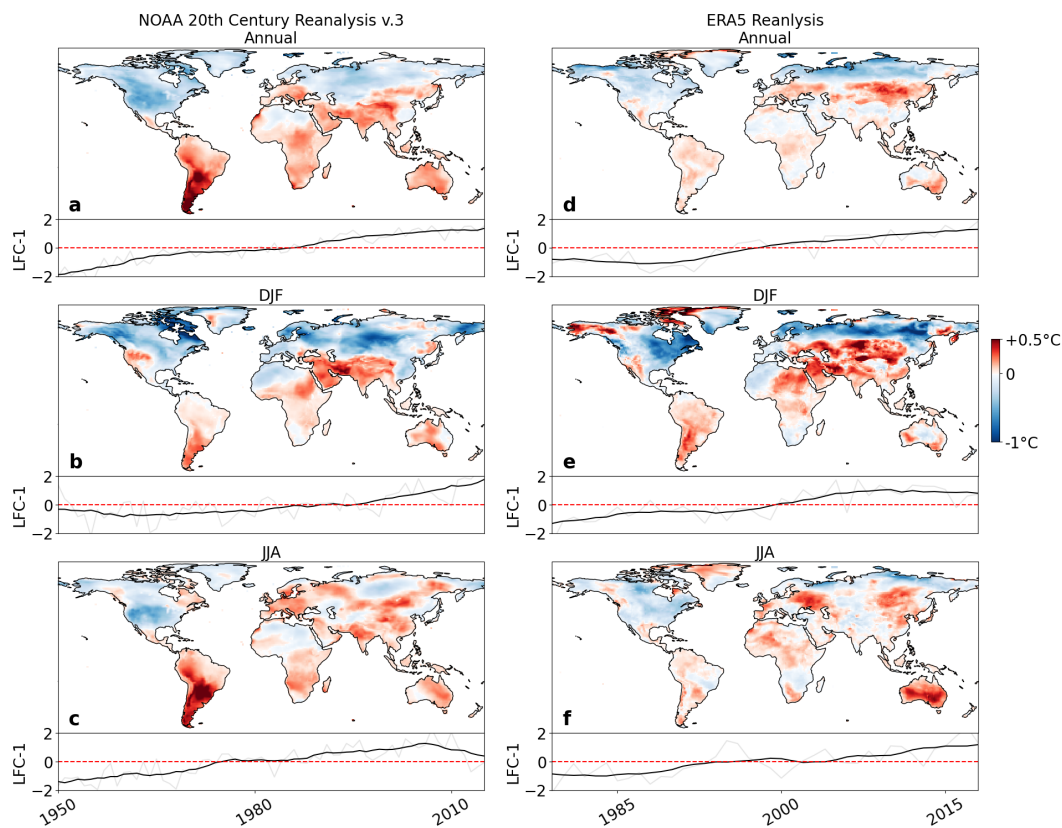 NOAA 20th Century Reanalysis v.3
Annual
ERA5 Reanlysis
Annual
a
d
LFC-1
2
0
−2
LFC-1
2
0
−2
DJF
DJF
b
e
+0.5°C
0
-1°C
LFC-1
2
0
−2
LFC-1
2
0
−2
JJA
JJA
c
f
LFC-1
2
0
−2
1950
1980
2010
LFC-1
2
0
−2
1985
2000
2015